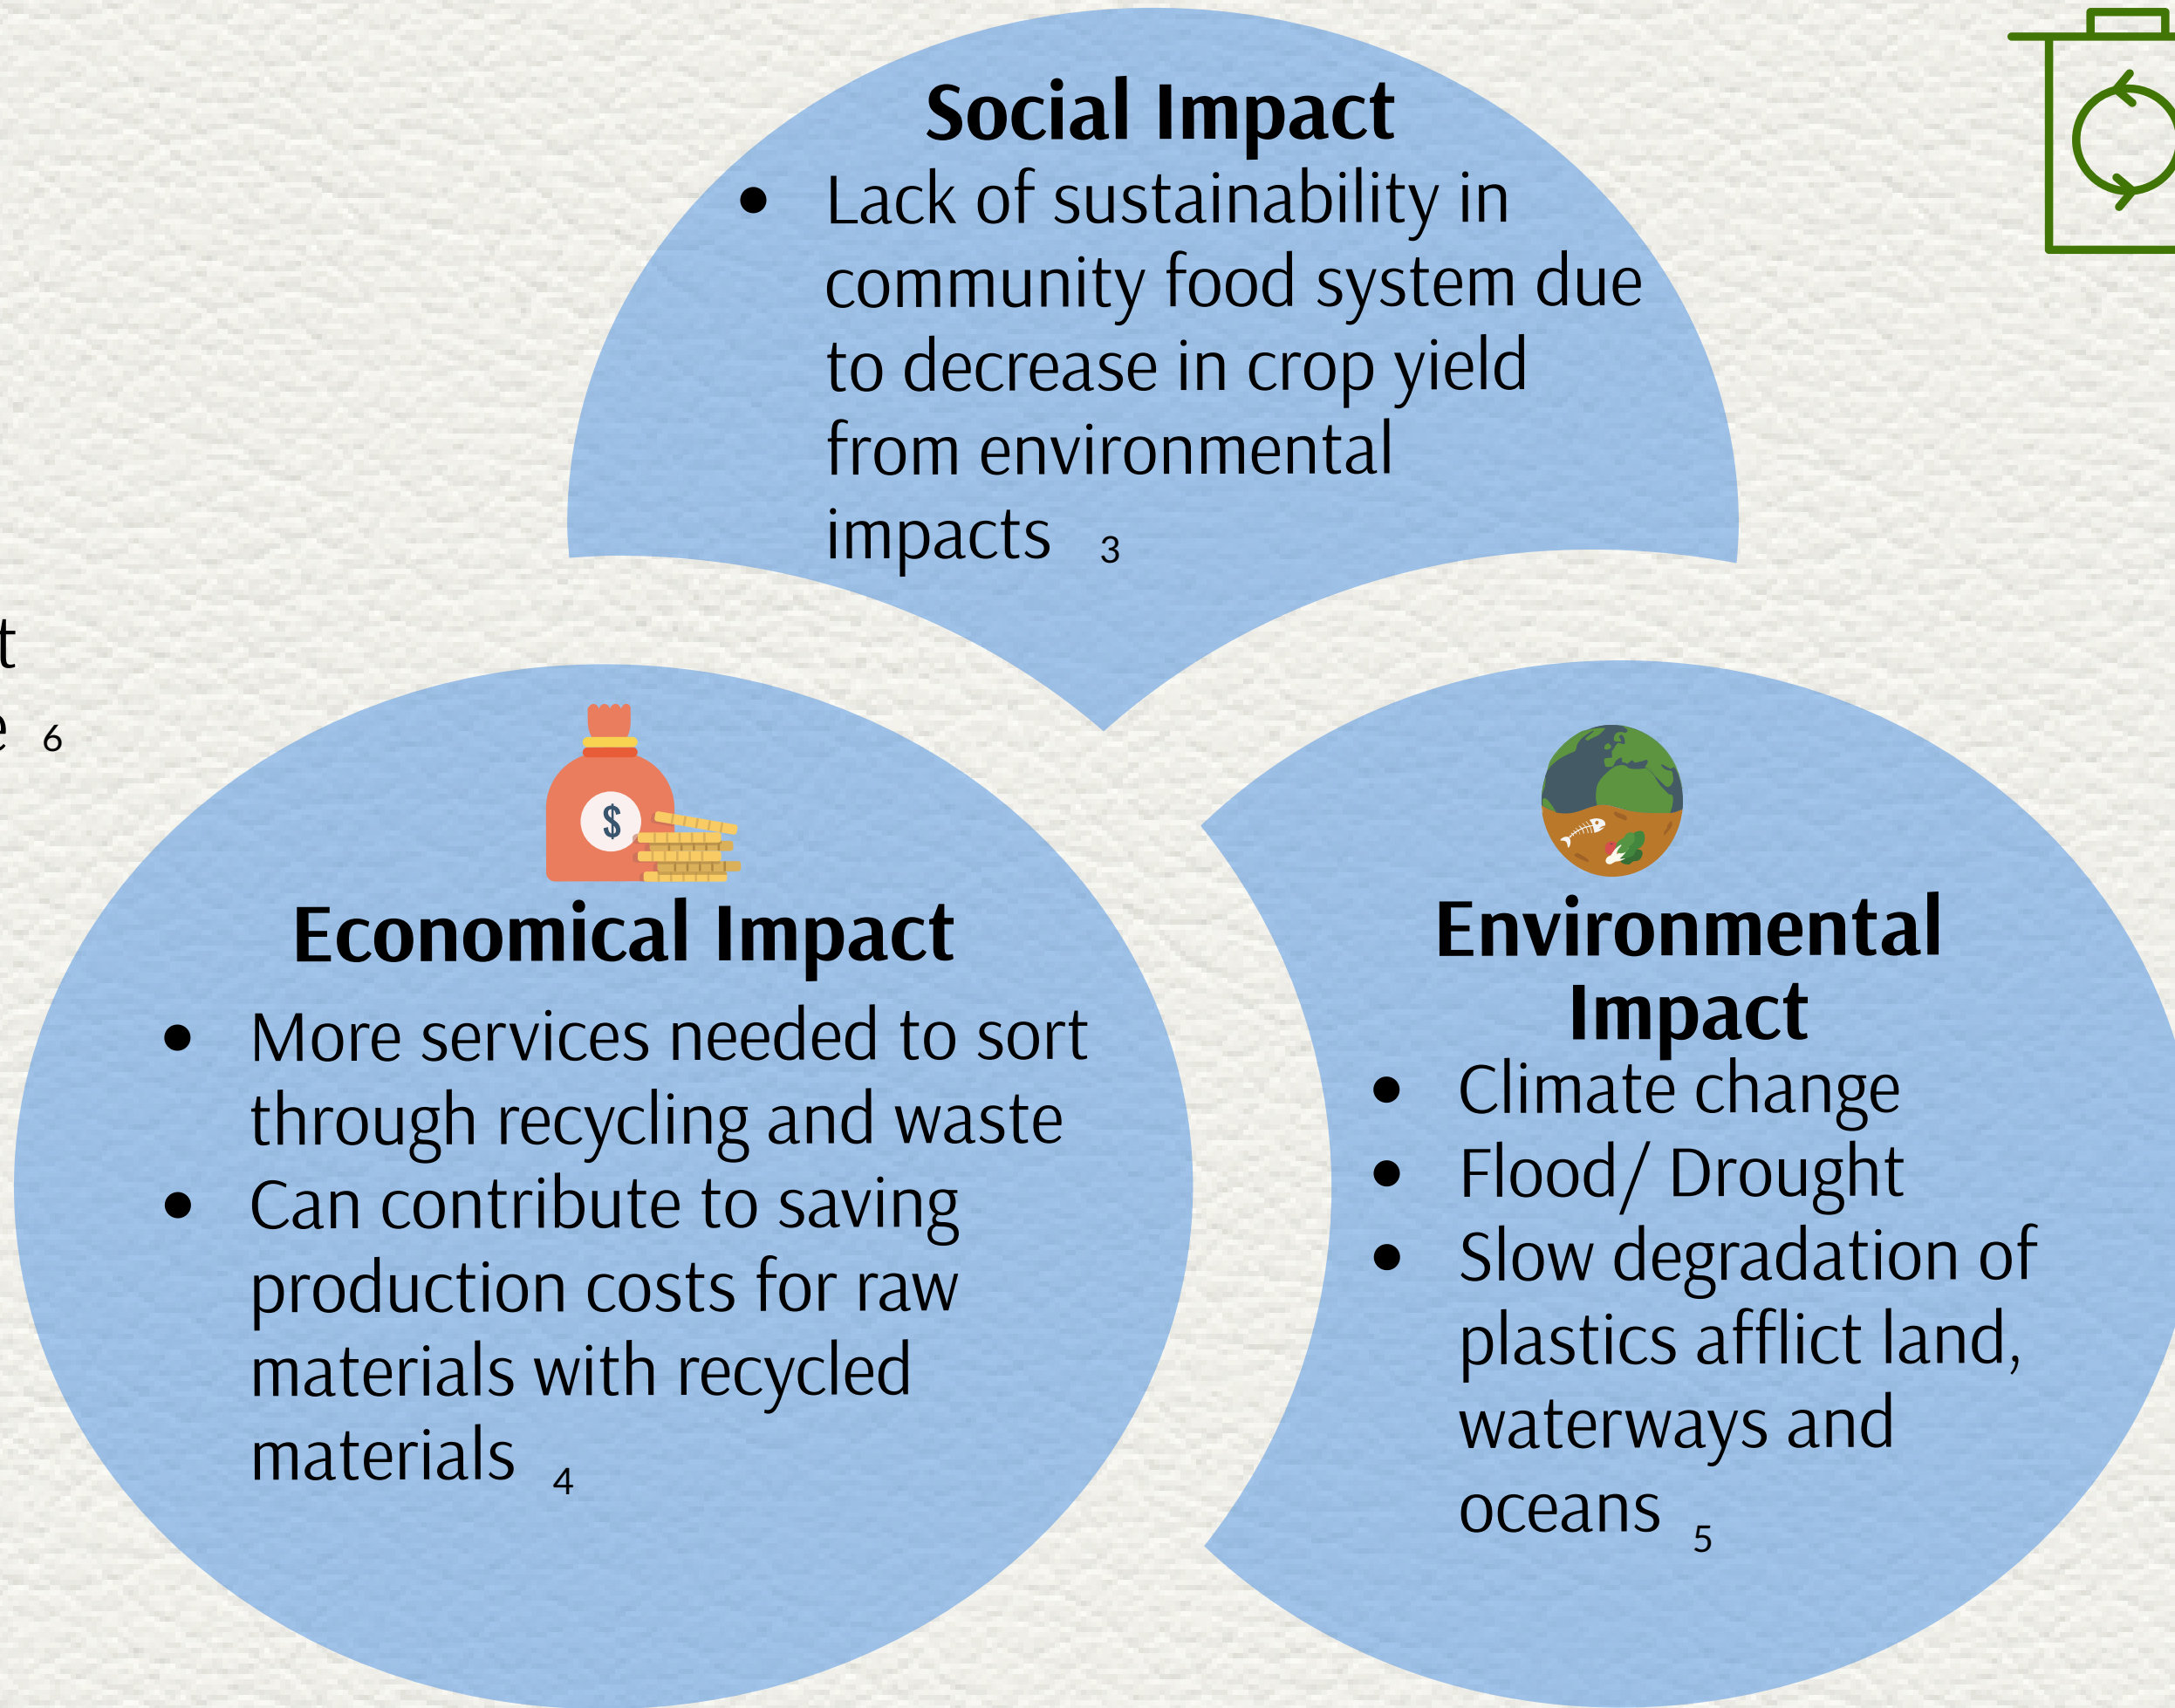 Social Impact
• Lack of sustainability in
community food system due
to decrease in crop yield
from environmental
impacts 3
t
e 6
$
Economical Impact
• More services needed to sort
through recycling and waste
• Can contribute to saving
production costs for raw
materials with recycled
materials 4
Environmental
Impact
• Climate change
• Flood/ Drought
• Slow degradation of
plastics afflict land,
waterways and
oceans 5